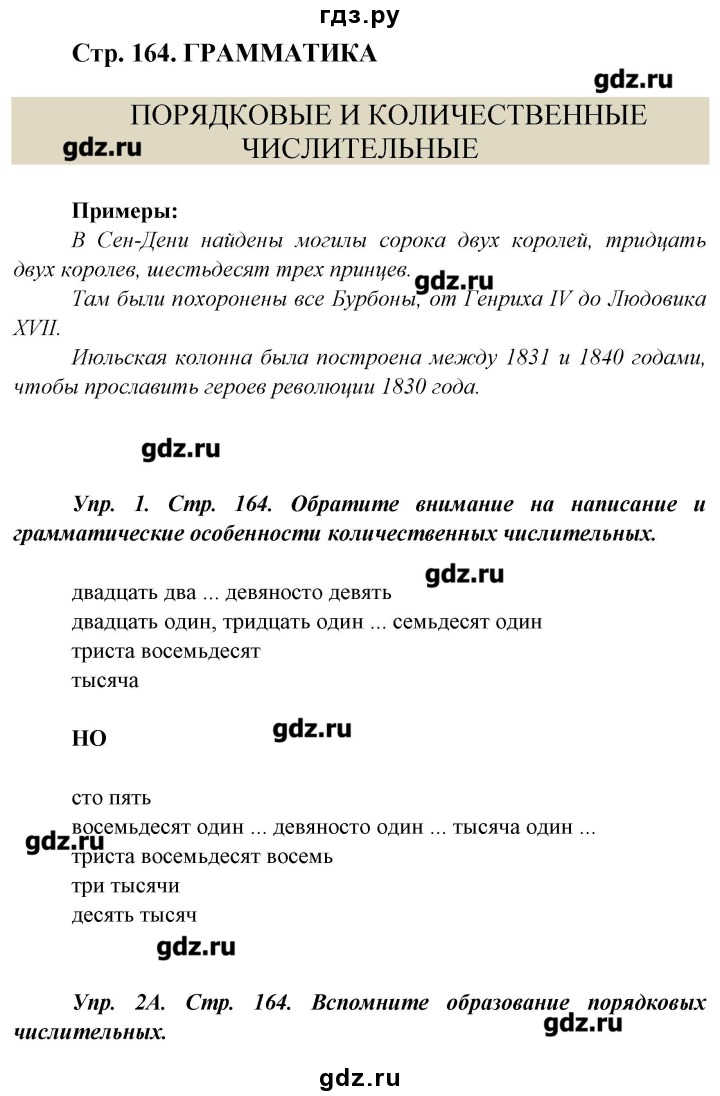 гдз.ру
Стр. 164. ГРАММАТИКА
gdz.ru
ПОРЯДКОВЫЕ И КОЛИЧЕСТВЕННЫЕ
gdz.ru
ЧИСЛИТЕЛЬНЫЕ
Примеры:
В Сен-Дени найдены могилы сорока двух королей, тридцать
двух королев, шестьдесят трех принцев.
gdz.ru
Там были похоронены все Бурбоны, от Генриха IV до Людовика
XVII.
Июльская колонна была построена между 1831 и 1840 годами,
чтобы прославить героев революции 1830 года.
gdz.ru
Упр. 1. Стр. 164. Обратите внимание на написание и
грамматические особенности количественных числительных.
gdz.ru
двадцать два ... девяносто девять
двадцать один, тридцать один ... семьдесят один
триста восемьдесят
тысяча
gdz.ru
НО
сто пять
восемьдесят один ... девяносто один ... тысяча один ...
gdz.ru
триста восемьдесят восемь
три тысячи
десять тысяч
gdz.ru
Упр. 2А. Стр. 164. Вспомните образование порядковых
числительных.
gdz.ru
gdz.ru